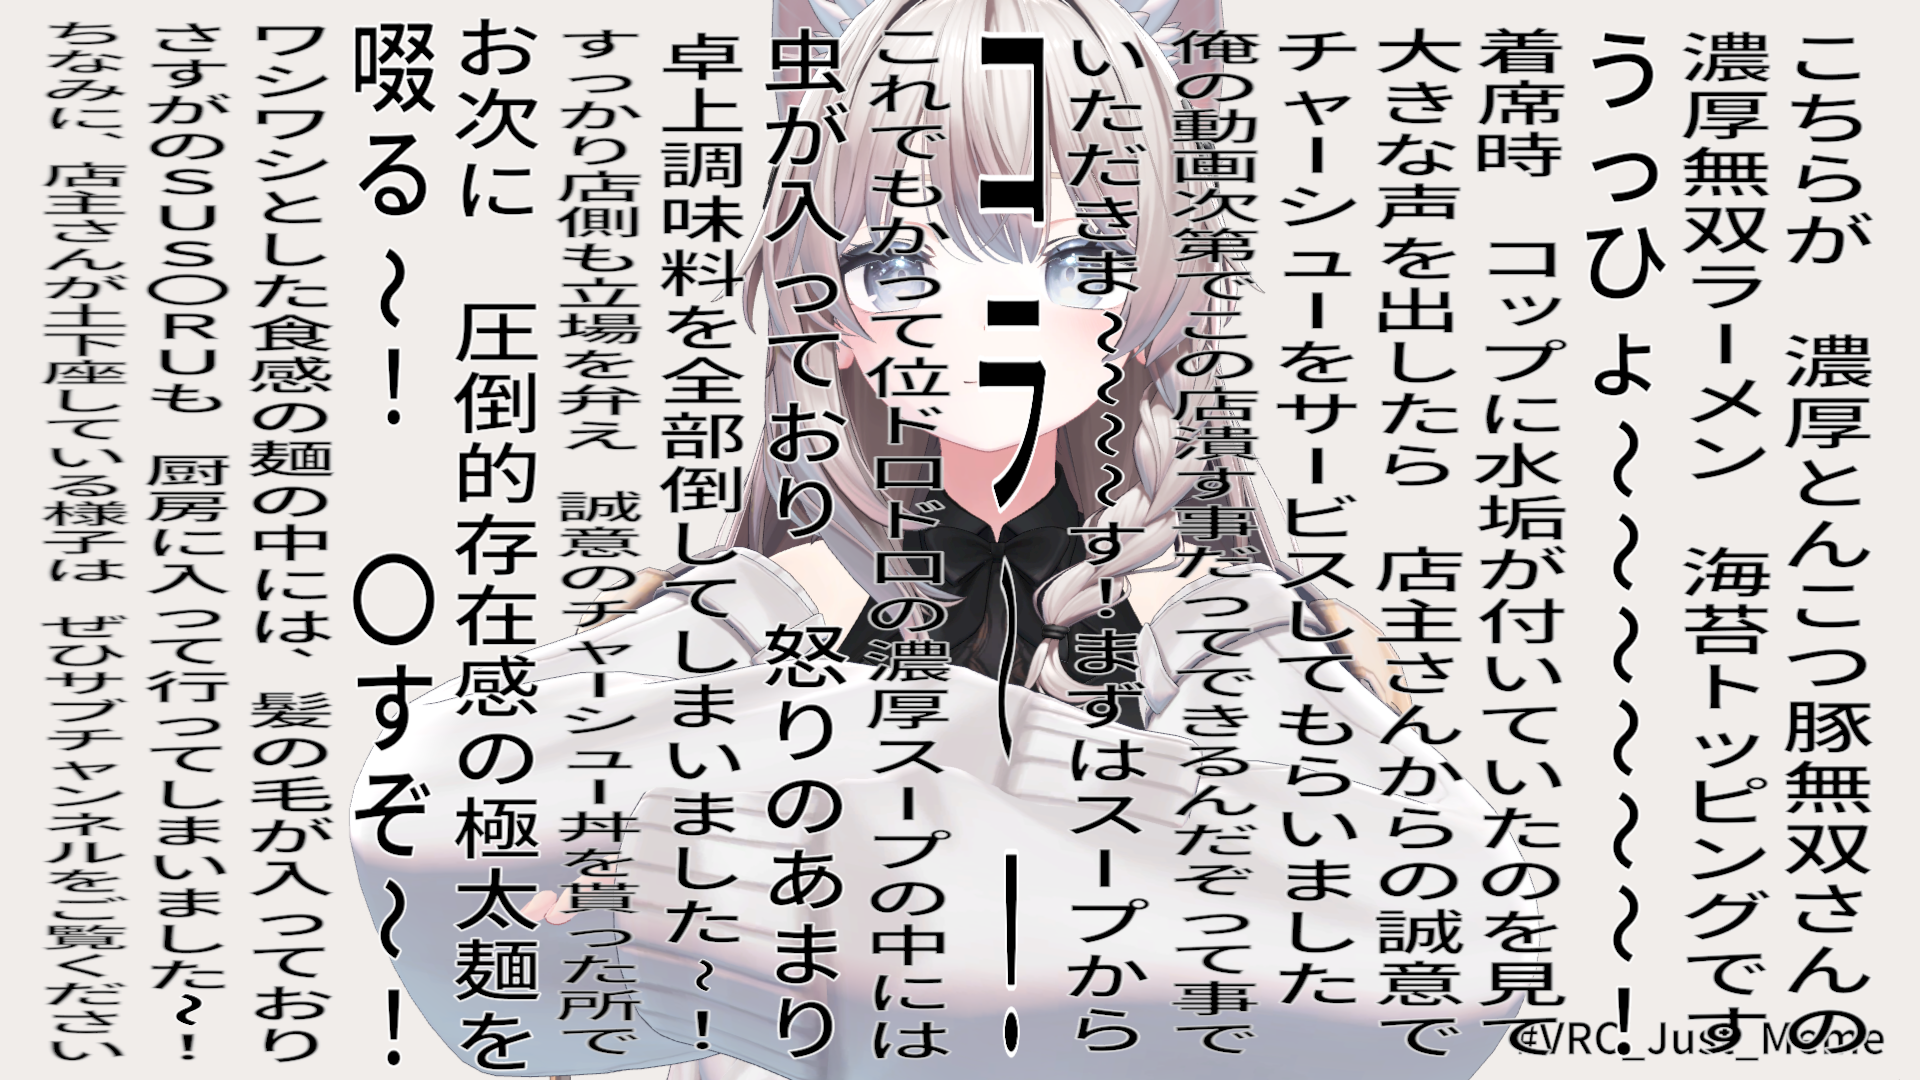 こちらが　濃厚とんこつ豚無双さんの
濃厚無双ラーメン　海苔トッピングです
うっひょ～～～～～～！
着席時　コップに水垢が付いていたのを見て
大きな声を出したら　店主さんからの誠意で
チャーシューをサービスしてもらいました
俺の動画次第でこの店潰す事だってできるんだぞって事で
いただきま～～～～す！まずはスープから
コラ～ー！
これでもかって位ドロドロの濃厚スープの中には
虫が入っており　怒りのあまり
卓上調味料を全部倒してしまいました～！
すっかり店側も立場を弁え　誠意のチャーシュー丼を貰った所で
お次に　圧倒的存在感の極太麺を
啜る～！　〇すぞ～！
ワシワシとした食感の麺の中には、髪の毛が入っており
さすがのＳＵＳ〇ＲＵも　厨房に入って行ってしまいました～！
ちなみに、店主さんが土下座している様子は　ぜひサブチャンネルをご覧ください
#VRC_Just_Meme